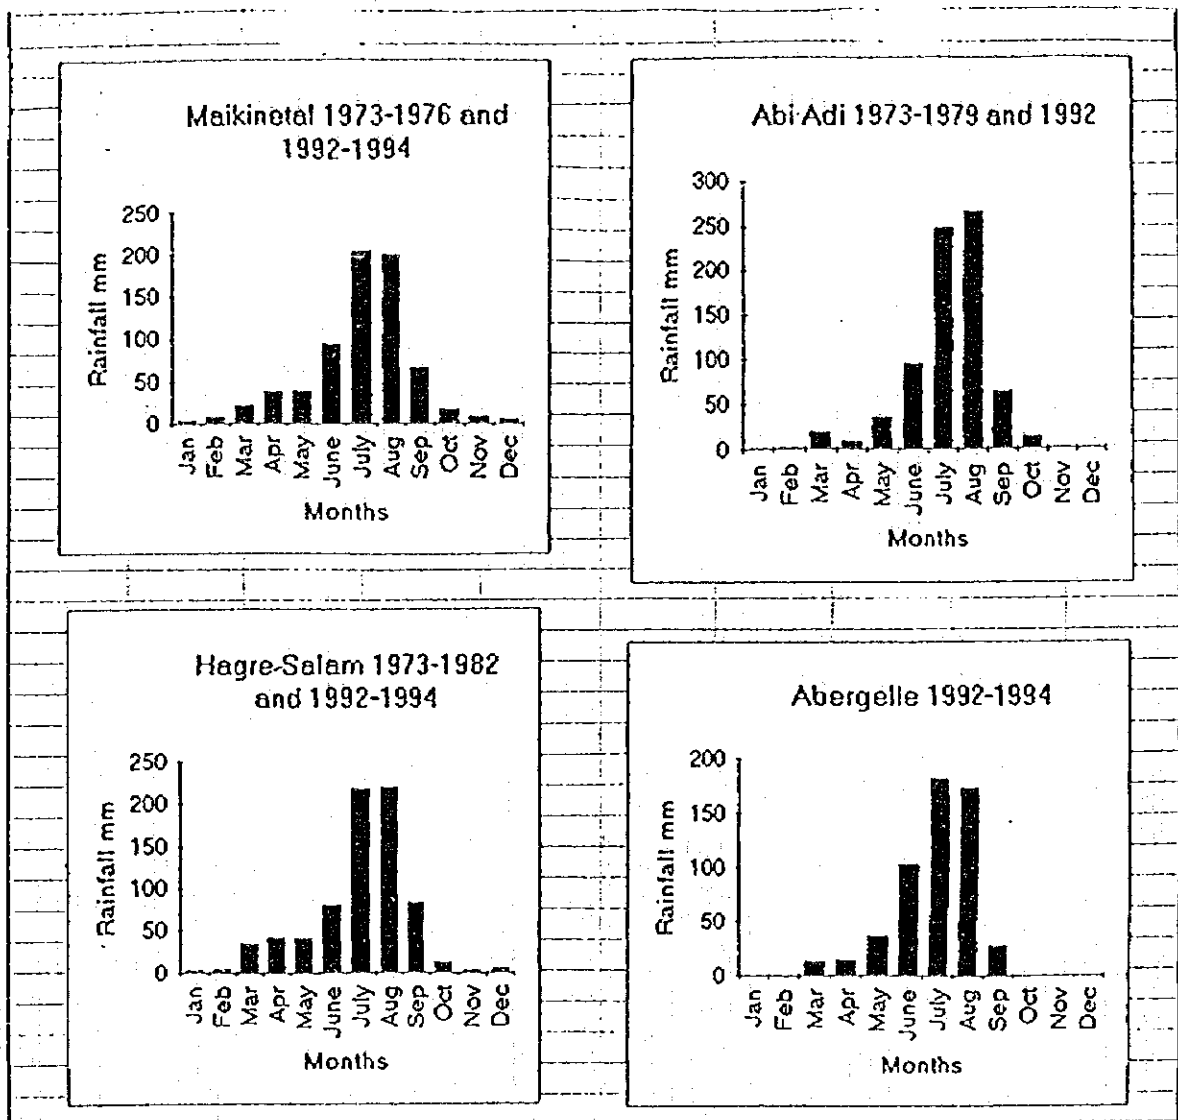 Maikinetal 1973-1976 and
1992-1994
250
200
150
100
50
0
Rainfall mm
Jan
Feb
Mar
Apr
May
June
July
Aug
Sep
Oct
Nov
Dec
Months
Abi Adi 1973-1979 and 1992
300
250
200
150
100
50
0
Rainfall mm
Jan
Feb
Mar
Apr
May
June
July
Aug
Sep
Oct
Nov
Dec
Months
Hagre-Salam 1973-1982
and 1992-1994
250
200
150
100
50
0
Rainfall mm
Jan
Feb
Mar
Apr
May
June
July
Aug
Sep
Oct
Nov
Dec
Months
Abergelle 1992-1994
200
150
100
50
0
Rainfall mm
Jan
Feb
Mar
Apr
May
June
July
Aug
Sep
Oct
Nov
Dec
Months